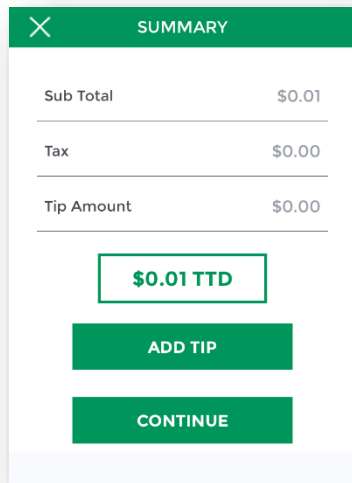 SUMMARY
Sub Total $0.01
Tax $0.00
Tip Amount $0.00
$0.01 TTD
ADD TIP
CONTINUE